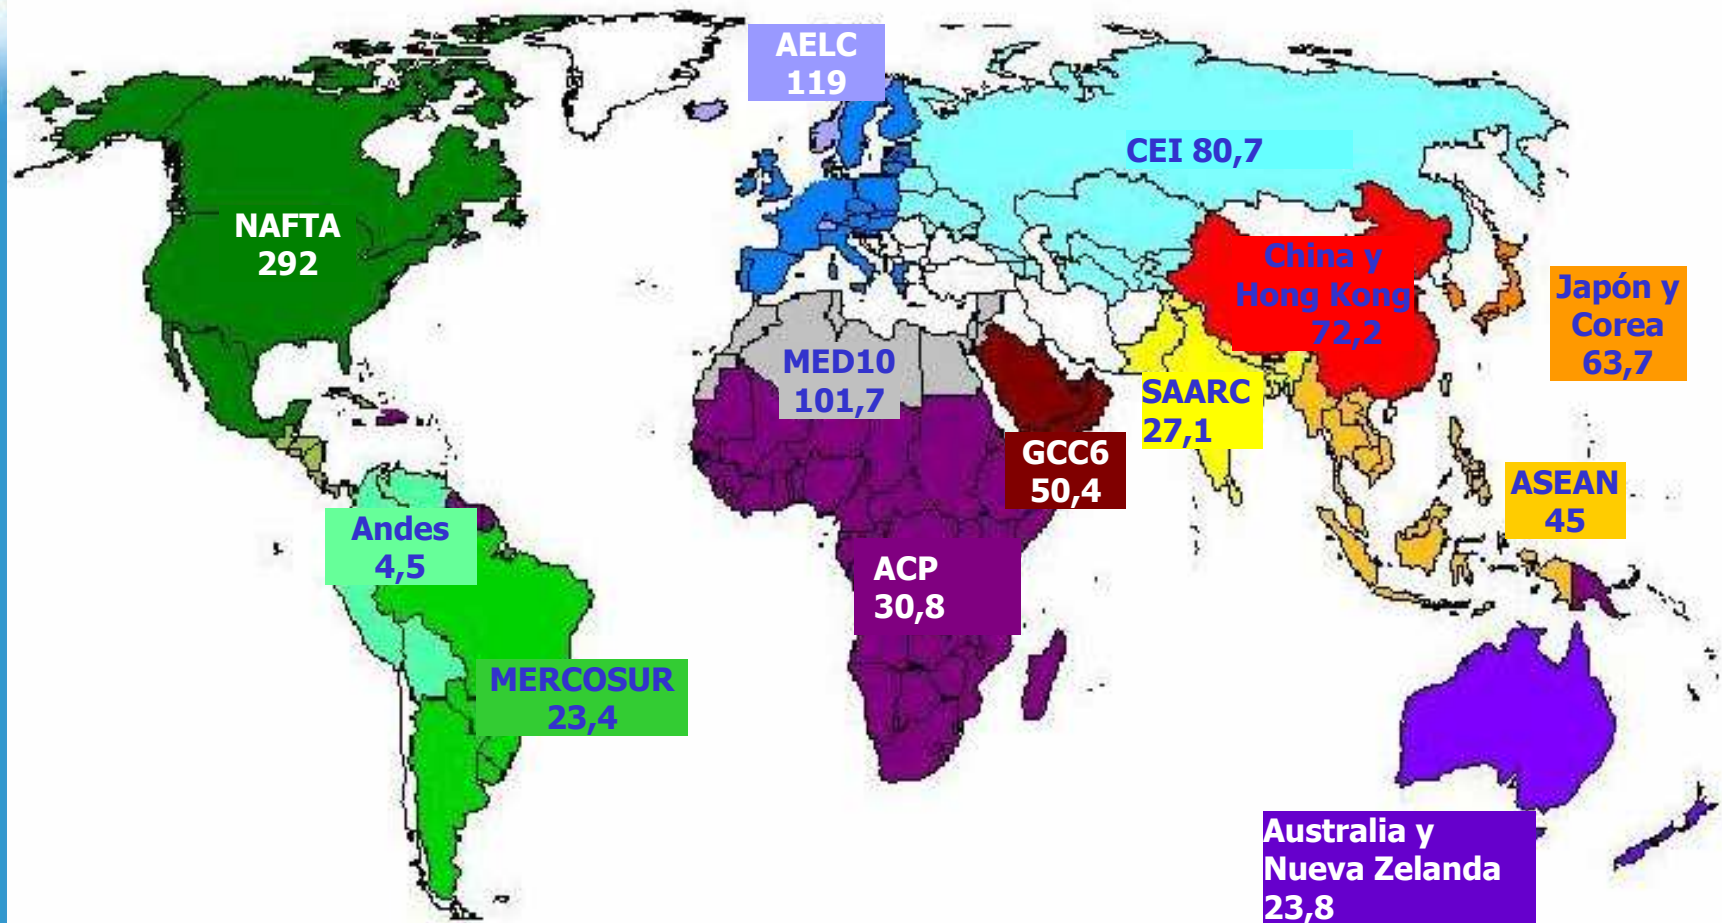 AELC
119
CEI 80,7
NAFTA
292
China y
Hong Kong
72,2
Japón y
Corea
63,7
MED10
101,7
SAARC
27,1
GCC6
50,4
ASEAN
45
Andes
4,5
ACP
30,8
MERCOSUR
23,4
Australia y
Nueva Zelanda
23,8